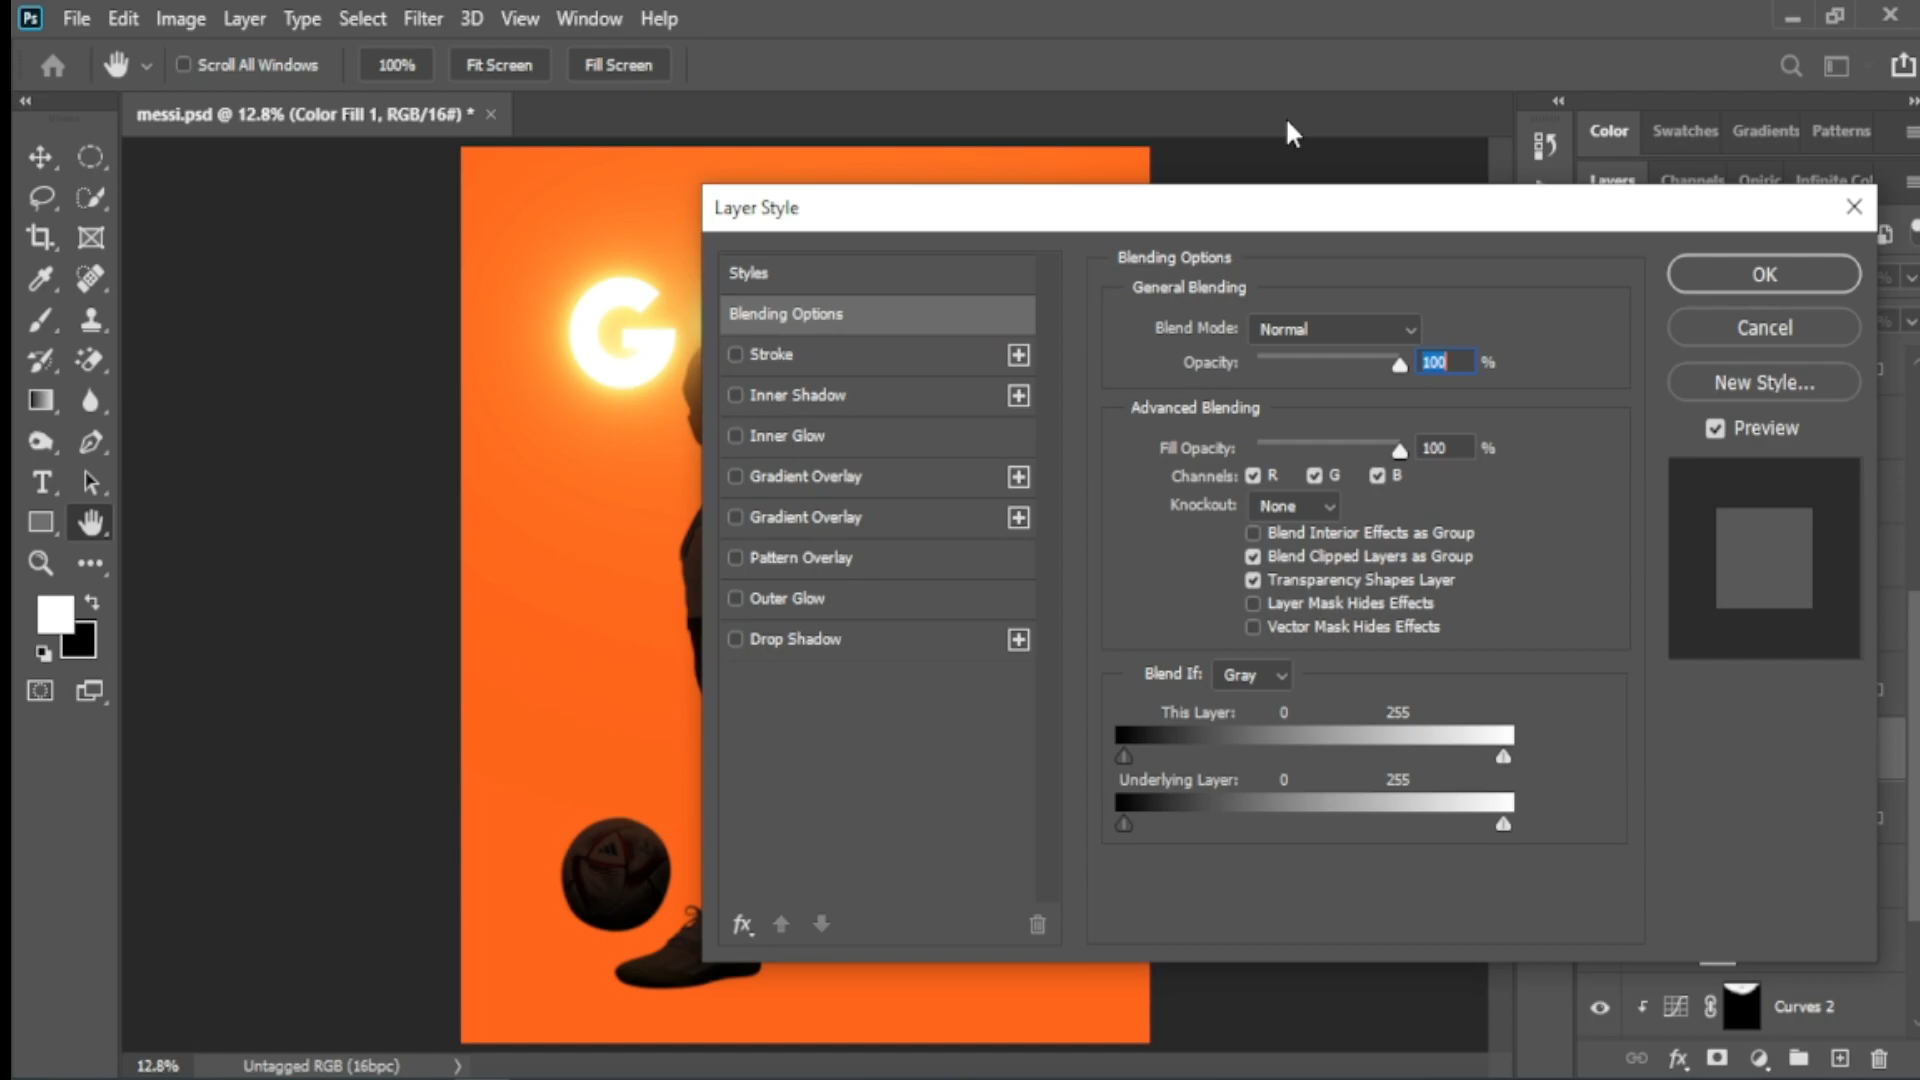 Ps File Edit Image Layer Type Select Filter 3D View Window Help
Scroll All Windows 100% Fit Screen Fill Screen
messi.psd @ 12.8% (Color Fill 1, RGB/16#) * ×
Color Swatches Gradients Patterns
Layers Channels Infinite Col
G
Layer Style
Styles
Blending Options
Stroke
Inner Shadow
Inner Glow
Gradient Overlay
Gradient Overlay
Pattern Overlay
Outer Glow
Drop Shadow
fx
Blending Options
General Blending
Blend Mode: Normal
Opacity: 100 %
Advanced Blending
Fill Opacity: 100 %
Channels: R G B
Knockout: None
Blend Interior Effects as Group
Blend Clipped Layers as Group
Transparency Shapes Layer
Layer Mask Hides Effects
Vector Mask Hides Effects
Blend If: Gray
This Layer: 0 255
Underlying Layer: 0 255
OK
Cancel
New Style...
Preview
Curves 2
fx
12.8% Untagged RGB (16bpc)